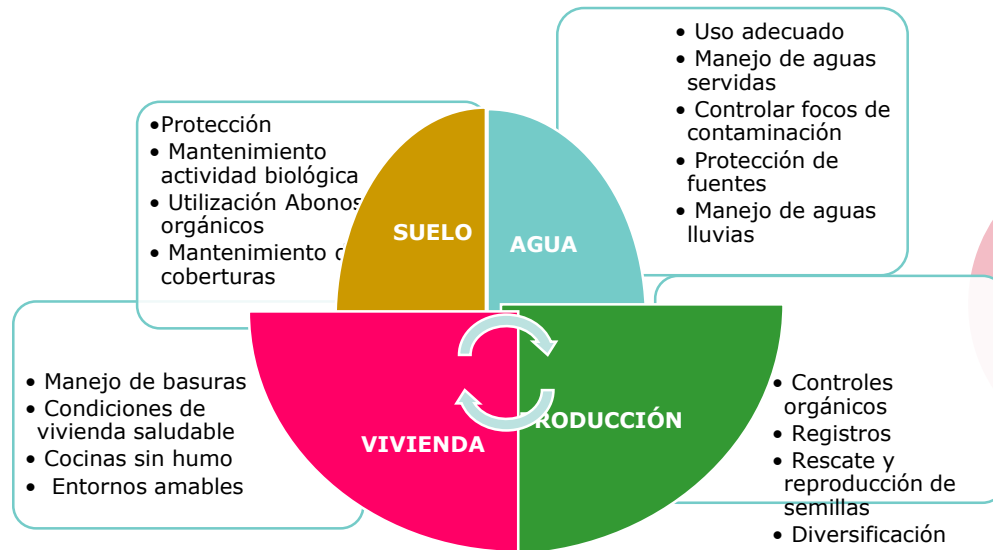 •Protección
• Mantenimiento
actividad biológica
• Utilización Abonos
orgánicos
• Mantenimiento
coberturas
• Uso adecuado
• Manejo de aguas
servidas
• Controlar focos de
contaminación
• Protección de
fuentes
• Manejo de aguas
lluvias
SUELO
AGUA
VIVIENDA
PRODUCCIÓN
• Manejo de basuras
• Condiciones de
vivienda saludable
• Cocinas sin humo
• Entornos amables
• Controles
orgánicos
• Registros
• Rescate y
reproducción de
semillas
• Diversificación